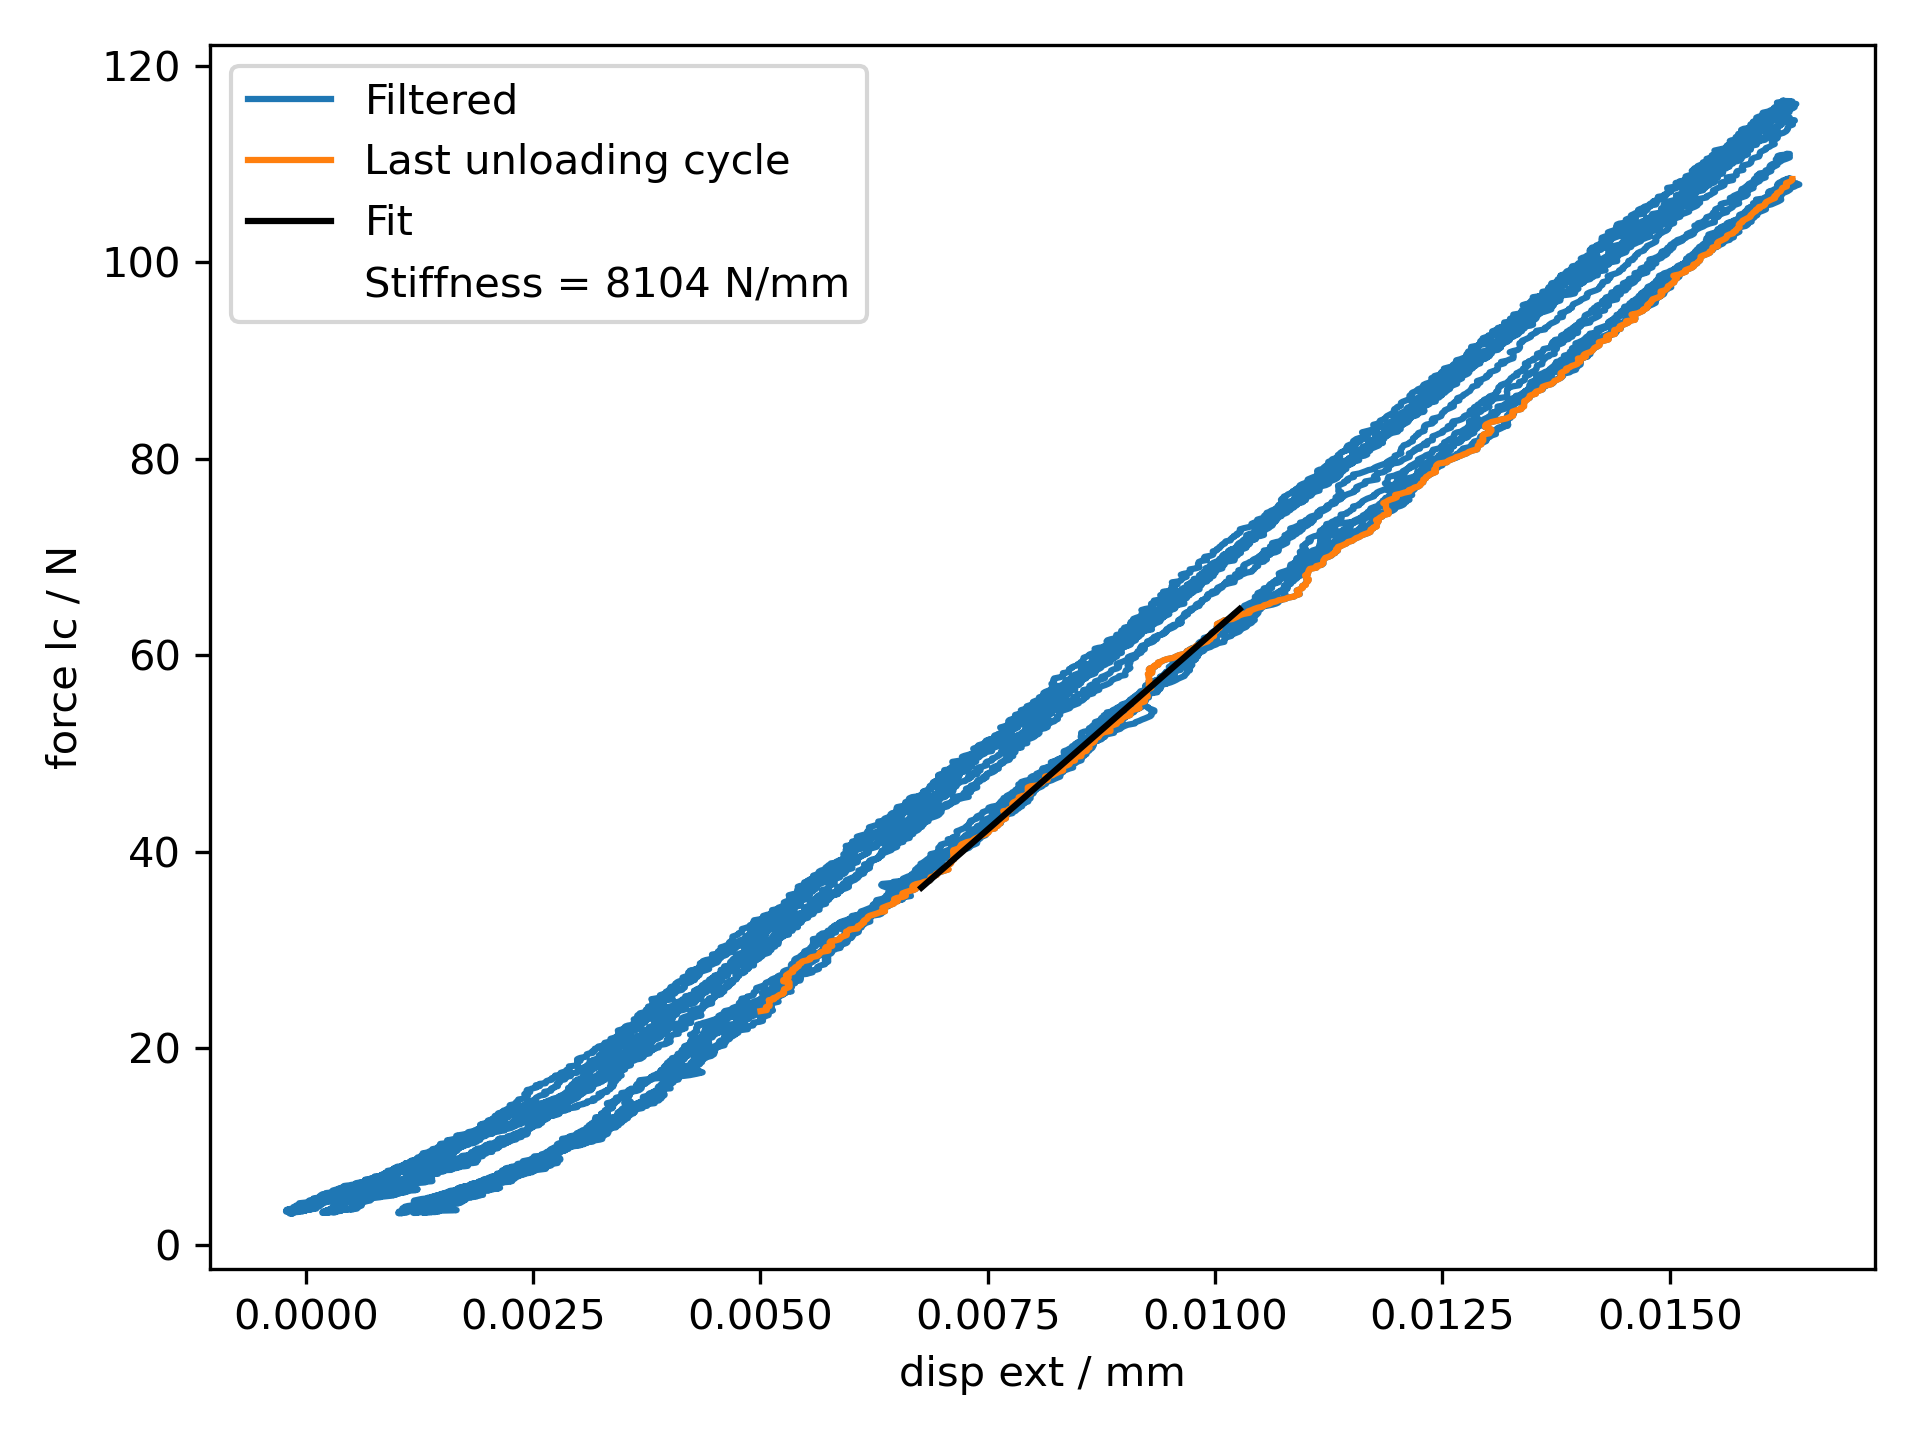 120
100
80
60
40
20
0
force lc / N
Filtered
Last unloading cycle
Fit
Stiffness = 8104 N/mm
0.0000 0.0025 0.0050 0.0075 0.0100 0.0125 0.0150
disp ext / mm